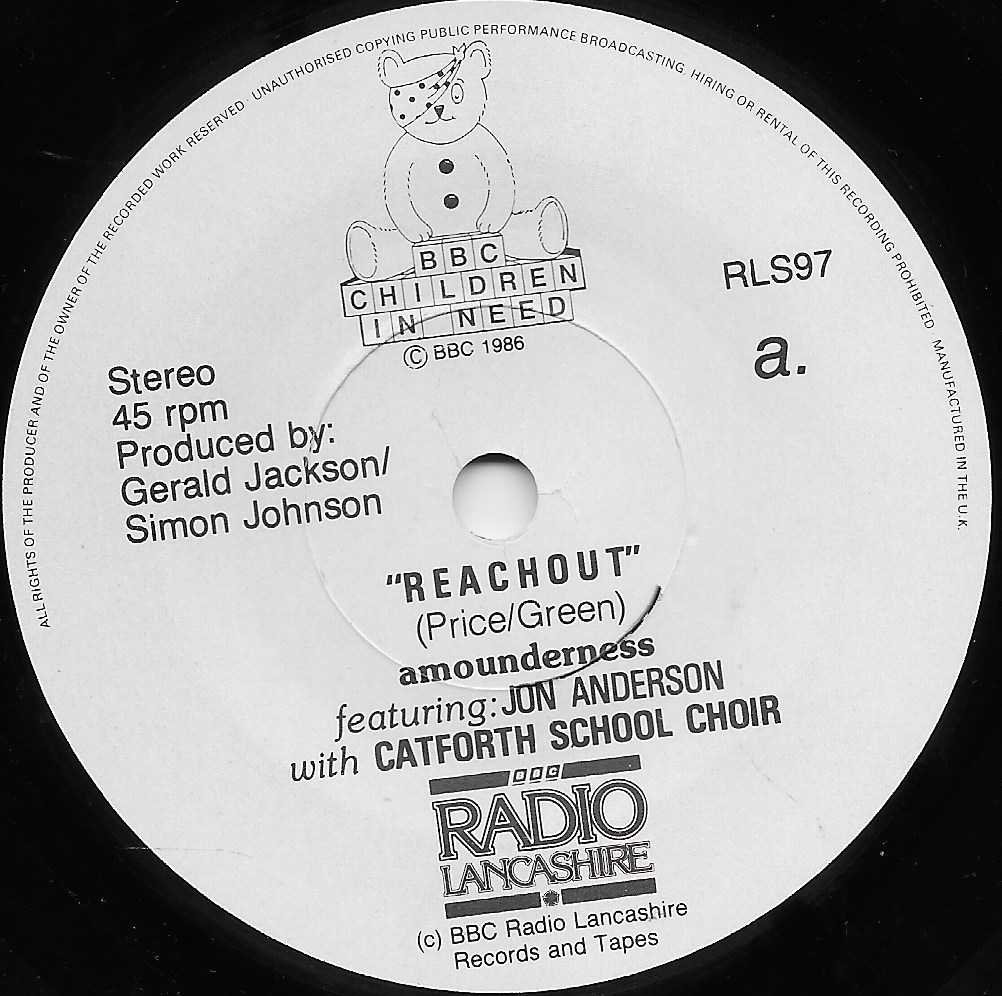 ALL RIGHTS OF THE PRODUCER AND OF THE OWNER OF THE RECORDED WORK RESERVED · UNAUTHORISED COPYING PUBLIC PERFORMANCE BROADCASTING, HIRING OR RENTAL OF THIS RECORDING PROHIBITED MANUFACTURED IN THE U.K.
BBC
CHILDREN
IN NEED
© BBC 1986
RLS97
a.
Stereo
45 rpm
Produced by:
Gerald Jackson/
Simon Johnson
"REACHOUT"
(Price/Green)
amounderness
featuring: JON ANDERSON
with CATFORTH SCHOOL CHOIR
BBC
RADIO
LANCASHIRE
(c) BBC Radio Lancashire
Records and Tapes